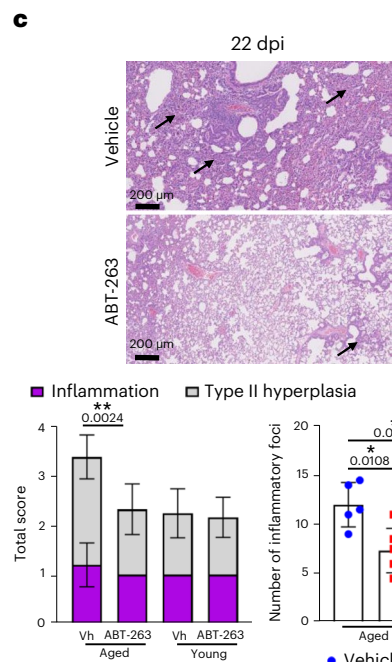 c
22 dpi
Vehicle
200 µm
ABT-263
200 µm
Inflammation Type II hyperplasia
**
0.0024
Total score
4
3
2
1
0
Vh ABT-263 Vh ABT-263
Aged Young
Number of inflammatory foci
20
15
10
5
0
0.0
*
0.0108
Aged